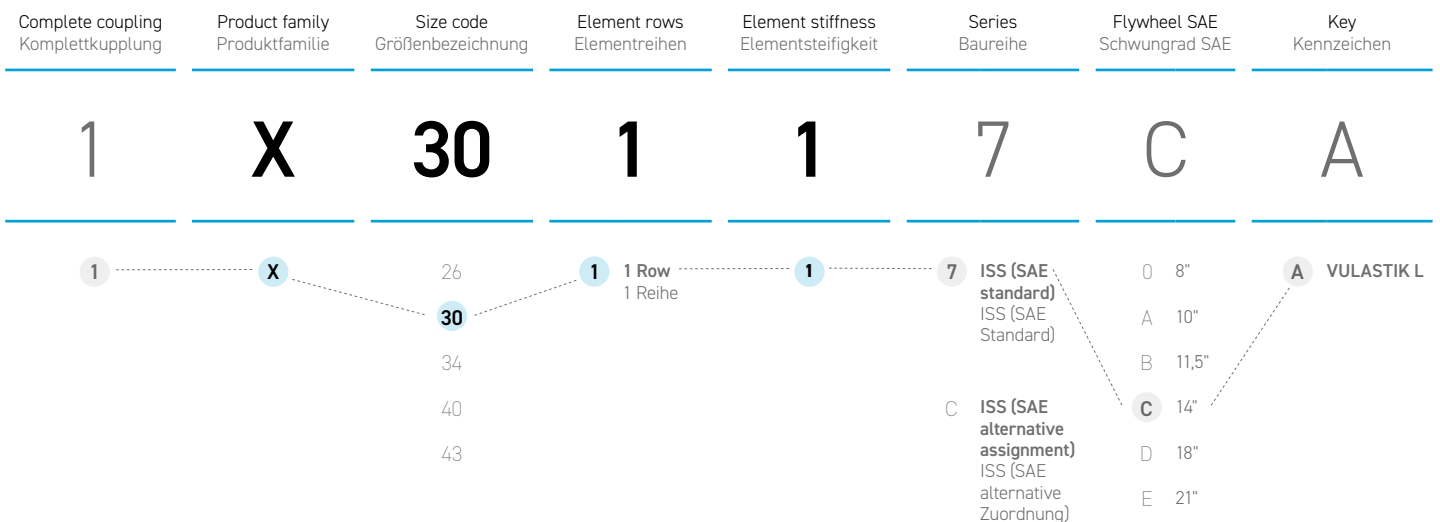 Complete coupling
Komplettkupplung
Product family
Produktfamilie
Size code
Größenbezeichnung
Element rows
Elementreihen
Element stiffness
Elementsteifigkeit
Series
Baureihe
Flywheel SAE
Schwungrad SAE
Key
Kennzeichen
1 X 30 1 1 7 C A
1
X
26
30
34
40
43
1 1 Row
1 Reihe
1
7 ISS (SAE
standard)
ISS (SAE
Standard)
C ISS (SAE
alternative
assignment)
ISS (SAE
alternative
Zuordnung)
0 8"
A 10"
B 11,5"
C 14"
D 18"
E 21"
A VULASTIK L